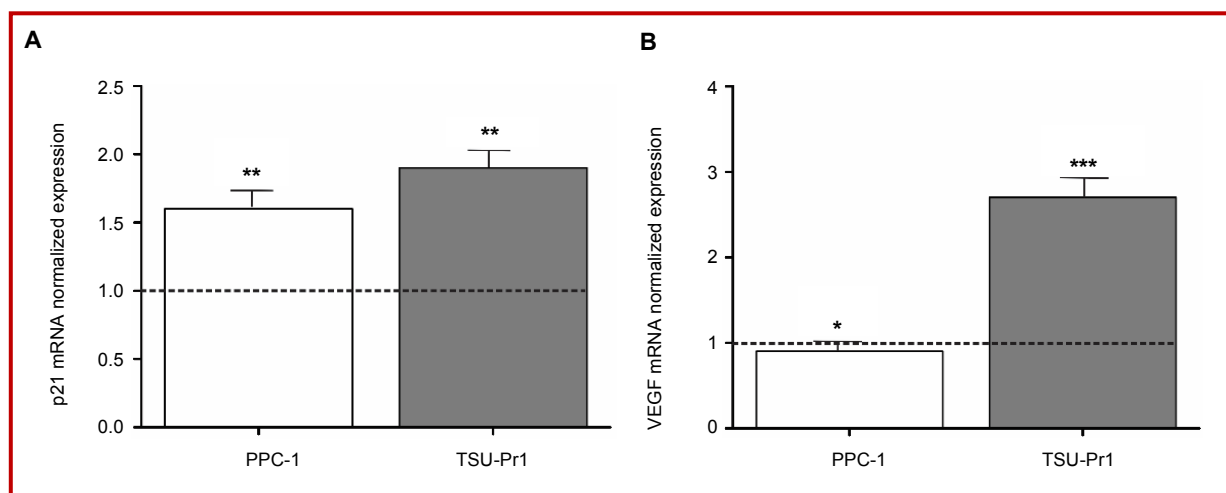 A
p21 mRNA normalized expression
2.5
2.0
1.5
1.0
0.5
0.0
**
**
PPC-1
TSU-Pr1
B
VEGF mRNA normalized expression
4
3
2
1
0
*
***
PPC-1
TSU-Pr1